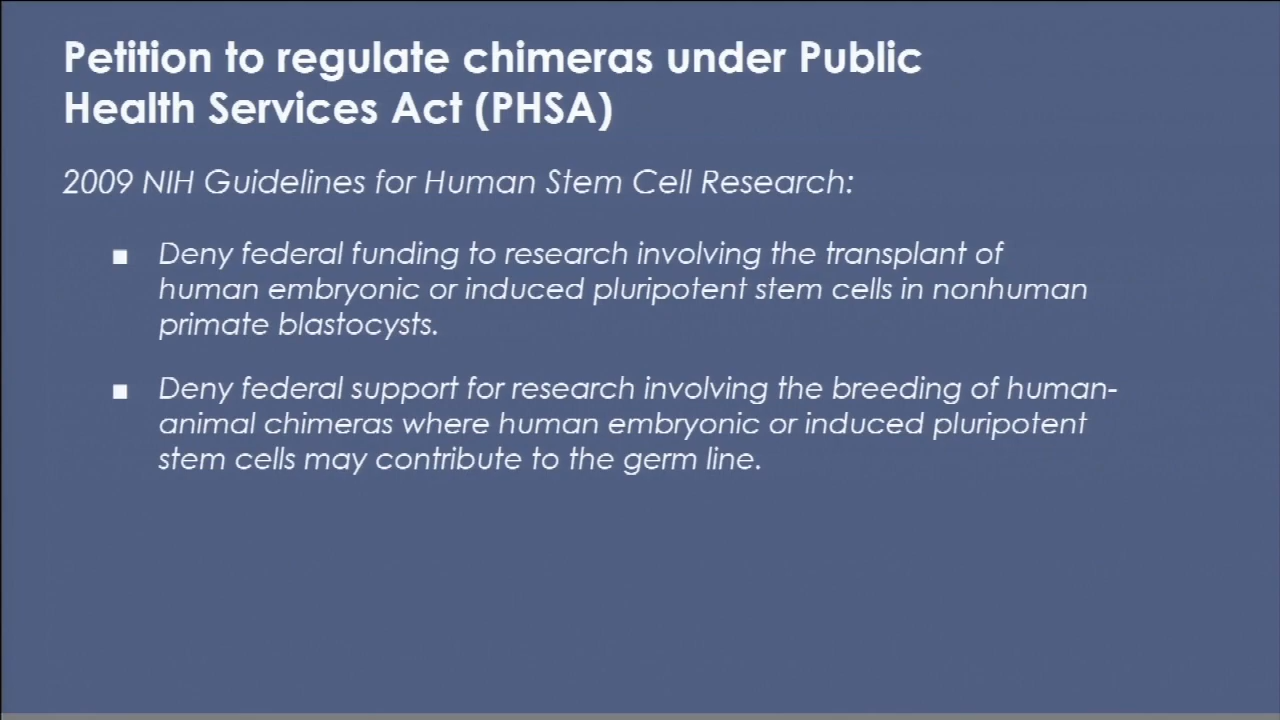 Petition to regulate chimeras under Public
Health Services Act (PHSA)
2009 NIH Guidelines for Human Stem Cell Research:
▪ Deny federal funding to research involving the transplant of
human embryonic or induced pluripotent stem cells in nonhuman
primate blastocysts.
▪ Deny federal support for research involving the breeding of human-
animal chimeras where human embryonic or induced pluripotent
stem cells may contribute to the germ line.